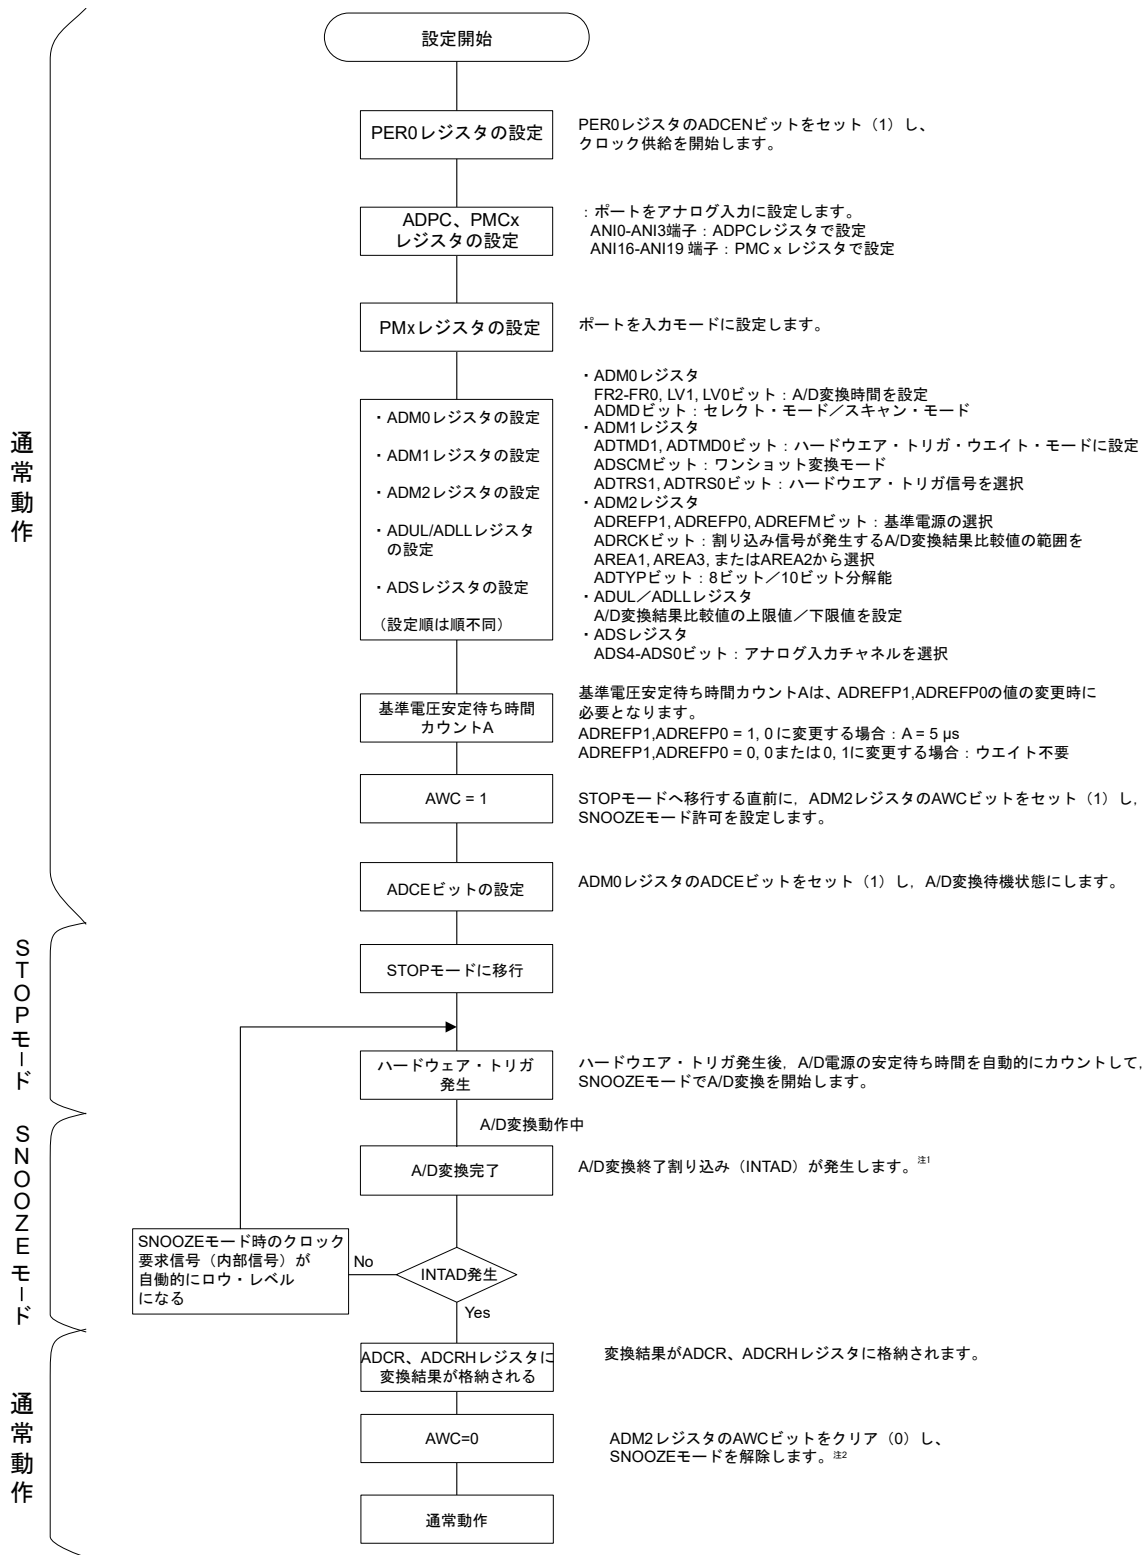 設定開始
PER0レジスタの設定
PER0レジスタのADCENビットをセット（1）し、
クロック供給を開始します。
ADPC、PMCx
レジスタの設定
：ポートをアナログ入力に設定します。
ANI0-ANI3端子：ADPCレジスタで設定
ANI16-ANI19 端子：PMC x レジスタで設定
PMxレジスタの設定
ポートを入力モードに設定します。
・ADM0レジスタの設定
・ADM1レジスタの設定
・ADM2レジスタの設定
・ADUL/ADLLレジスタ
の設定
・ADSレジスタの設定
（設定順は順不同）
・ADM0レジスタ
FR2-FR0, LV1, LV0ビット：A/D変換時間を設定
ADMDビット：セレクト・モード／スキャン・モード
・ADM1レジスタ
ADTMD1, ADTMD0ビット：ハードウエア・トリガ・ウエイト・モードに設定
ADSCMビット：ワンショット変換モード
ADTRS1, ADTRS0ビット：ハードウエア・トリガ信号を選択
・ADM2レジスタ
ADREFP1, ADREFP0, ADREFMビット：基準電源の選択
ADRCKビット：割り込み信号が発生するA/D変換結果比較値の範囲を
AREA1, AREA3, またはAREA2から選択
ADTYPビット：8ビット／10ビット分解能
・ADUL／ADLLレジスタ
A/D変換結果比較値の上限値／下限値を設定
・ADSレジスタ
ADS4-ADS0ビット：アナログ入力チャネルを選択
基準電圧安定待ち時間
カウントA
基準電圧安定待ち時間カウントAは、ADREFP1,ADREFP0の値の変更時に
必要となります。
ADREFP1,ADREFP0 = 1, 0 に変更する場合：A = 5 µs
ADREFP1,ADREFP0 = 0, 0または0, 1に変更する場合：ウエイト不要
AWC = 1
STOPモードへ移行する直前に，ADM2レジスタのAWCビットをセット（1）し，
SNOOZEモード許可を設定します。
ADCEビットの設定
ADM0レジスタのADCEビットをセット（1）し，A/D変換待機状態にします。
通常動作
STOPモードに移行
ハードウェア・トリガ
発生
ハードウエア・トリガ発生後，A/D電源の安定待ち時間を自動的にカウントして，
SNOOZEモードでA/D変換を開始します。
STOPモード
A/D変換動作中
A/D変換完了
A/D変換終了割り込み（INTAD）が発生します。注1
SNOOZEモード時のクロック
要求信号（内部信号）が
自働的にロウ・レベル
になる
No
INTAD発生
Yes
SNOOZEモード
ADCR、ADCRHレジスタに
変換結果が格納される
変換結果がADCR、ADCRHレジスタに格納されます。
AWC=0
ADM2レジスタのAWCビットをクリア（0）し、
SNOOZEモードを解除します。注2
通常動作
通常動作